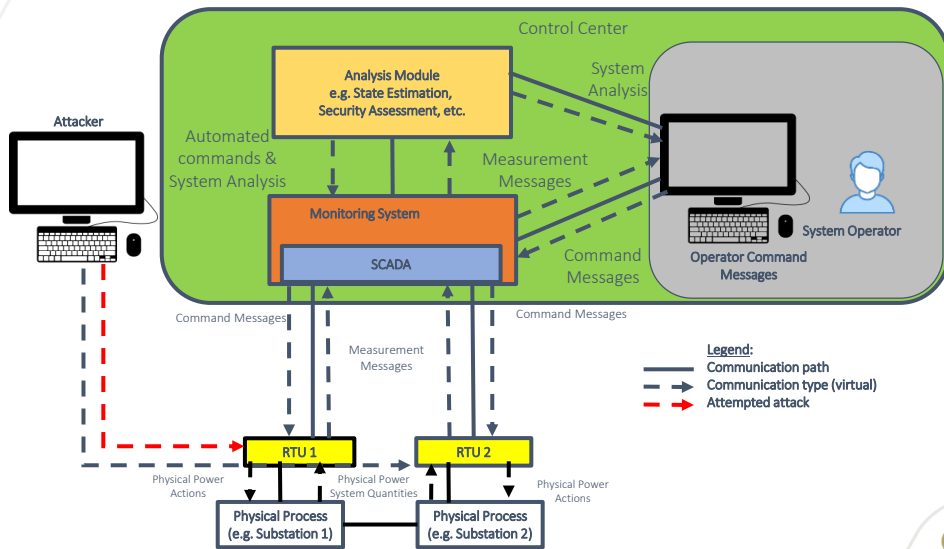 Control Center
Analysis Module
e.g. State Estimation,
Security Assessment, etc.
System
Analysis
Attacker
Automated
commands &
System Analysis
Measurement
Messages
Monitoring System
SCADA
System Operator
Operator Command
Messages
Command
Messages
Command Messages
Command Messages
Measurement
Messages
Legend:
Communication path
Communication type (virtual)
Attempted attack
RTU 1
RTU 2
Physical Power
Actions
Physical Power
System Quantities
Physical Power
Actions
Physical Process
(e.g. Substation 1)
Physical Process
(e.g. Substation 2)